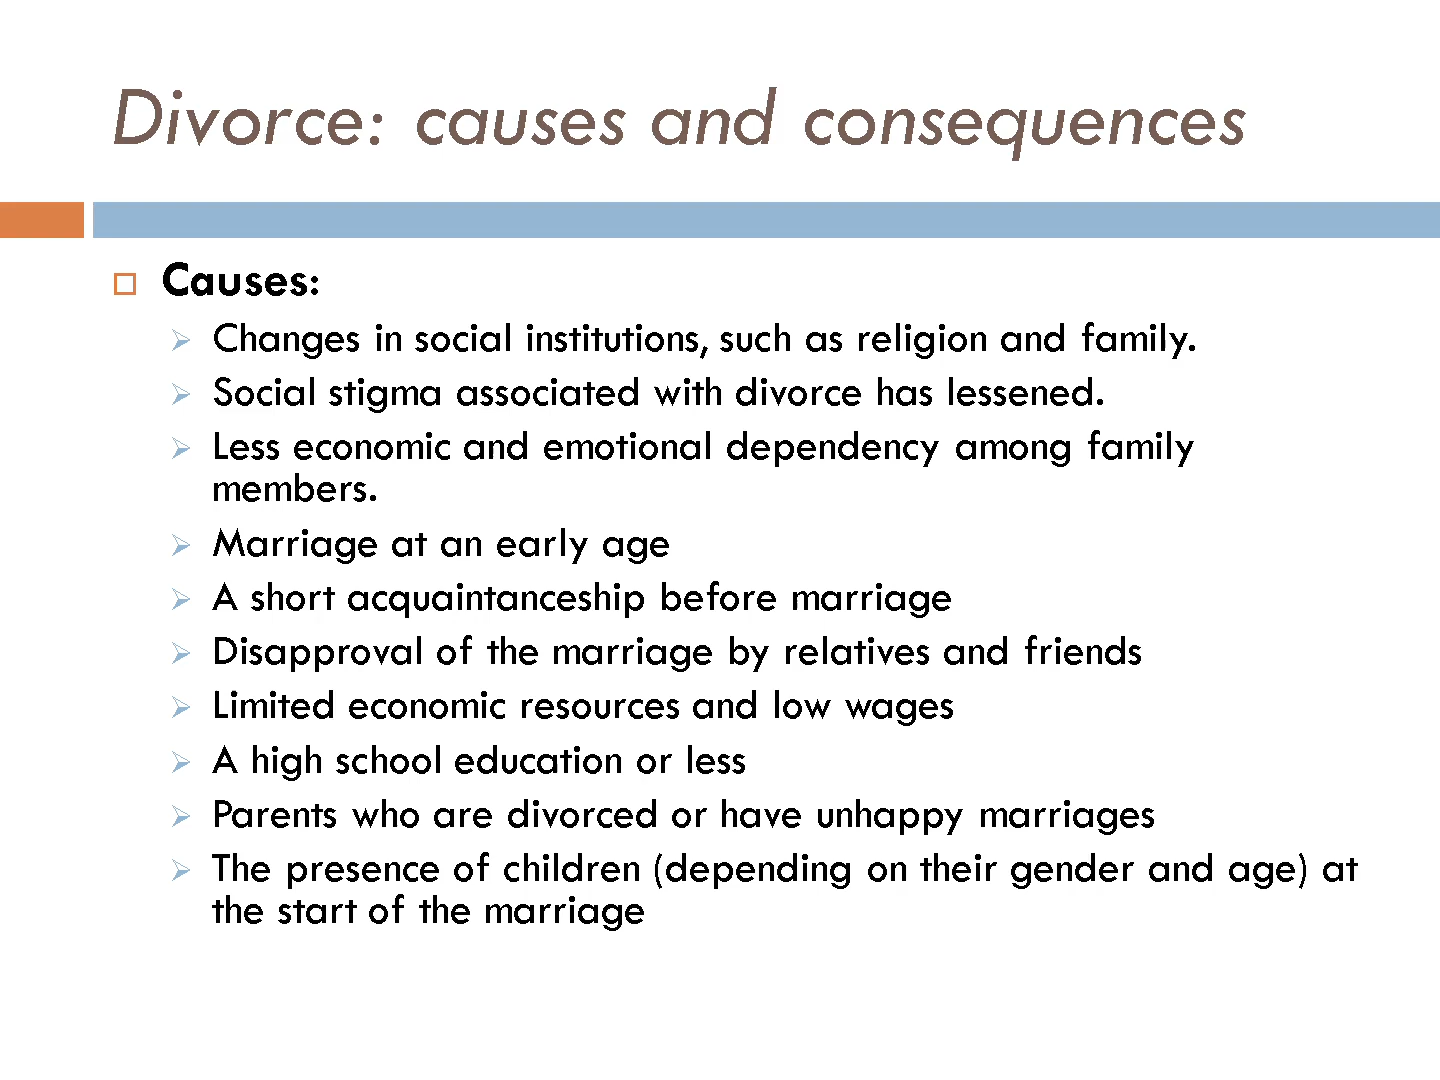 Divorce: causes and consequences
Causes:
Changes in social institutions, such as religion and family.
Social stigma associated with divorce has lessened.
Less economic and emotional dependency among family
members.
Marriage at an early age
A short acquaintanceship before marriage
Disapproval of the marriage by relatives and friends
Limited economic resources and low wages
A high school education or less
Parents who are divorced or have unhappy marriages
The presence of children (depending on their gender and age) at
the start of the marriage